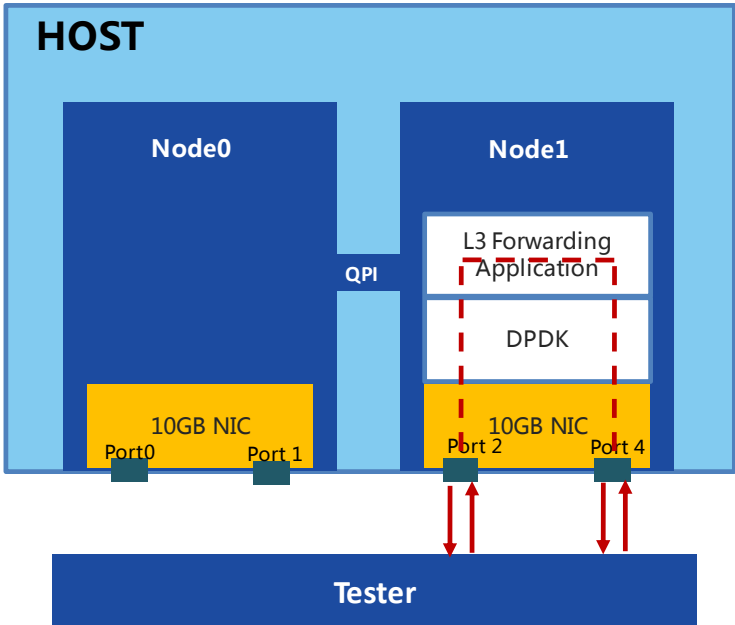 HOST
Node0
Node1
L3 Forwarding
Application
QPI
DPDK
10GB NIC
Port0
Port 1
10GB NIC
Port 2
Port 4
Tester